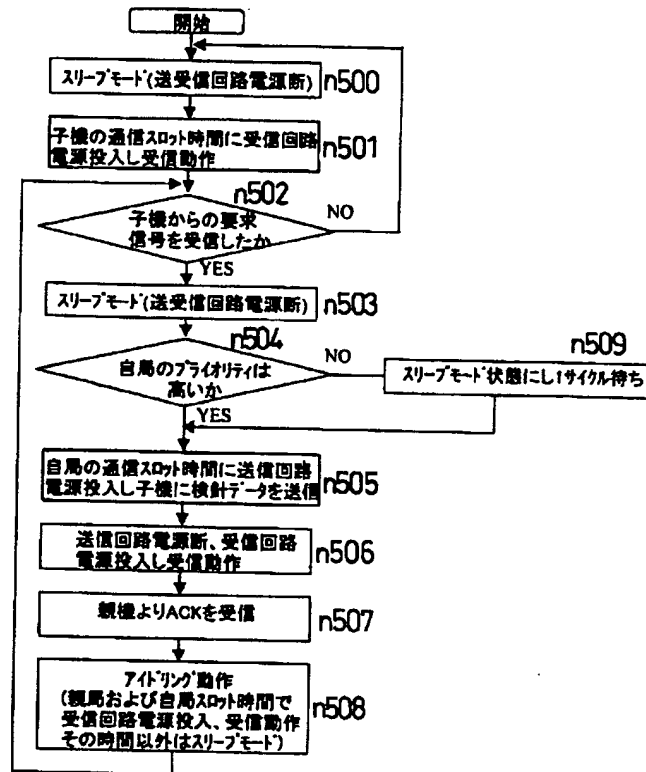 開始
スリープモード(送受信回路電源断)
n500
子機の通信スロット時間に受信回路
電源投入し受信動作
n501
n502
子機からの要求
信号を受信したか
NO
YES
スリープモード(送受信回路電源断)
n503
n504
自局のプライオリティは
高いか
NO
YES
n509
スリープモード状態にし1サイクル待ち
自局の通信スロット時間に送信回路
電源投入し子機に検針データを送信
n505
送信回路電源断、受信回路
電源投入し受信動作
n506
親機よりACKを受信
n507
アイドリング動作
(親局および自局スロット時間で
受信回路電源投入、受信動作
その時間以外はスリープモード)
n508